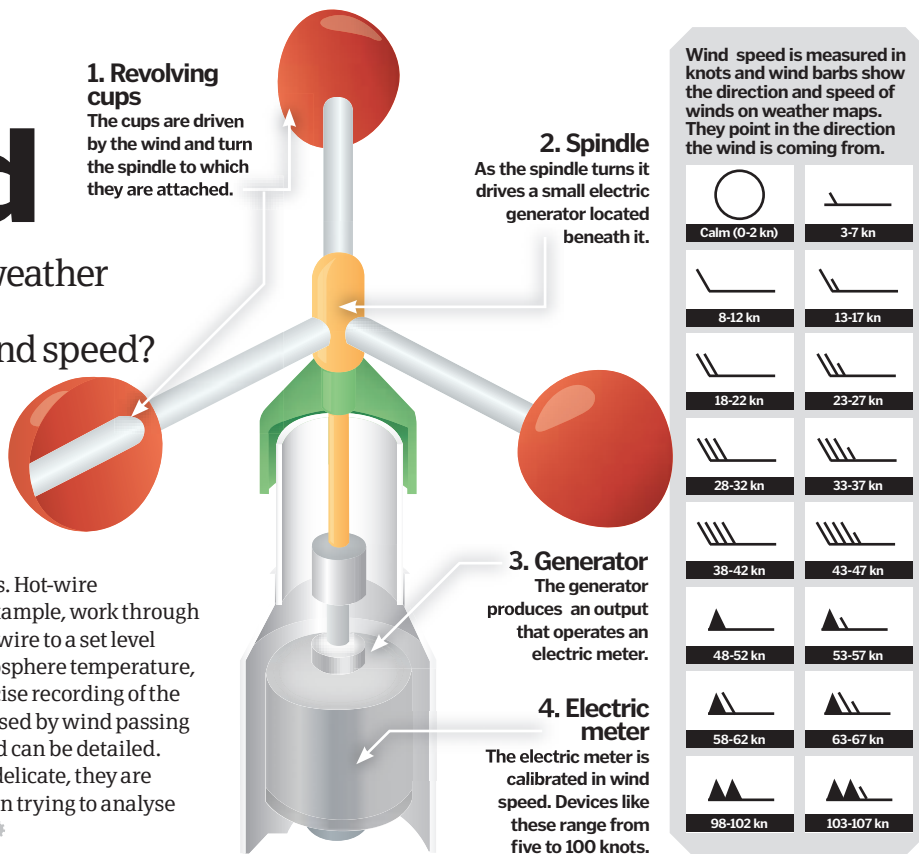 d
weather
nd speed?
1. Revolving
cups
The cups are driven
by the wind and turn
the spindle to which
they are attached.
2. Spindle
As the spindle turns it
drives a small electric
generator located
beneath it.
3. Generator
The generator
produces an output
that operates an
electric meter.
4. Electric
meter
The electric meter is
calibrated in wind
speed. Devices like
these range from
five to 100 knots.
s. Hot-wire
work through
wire to a set level
temperature,
recording of the
by wind passing
can be detailed.
delicate, they are
trying to analyse
Wind speed is measured in
knots and wind barbs show
the direction and speed of
winds on weather maps.
They point in the direction
the wind is coming from.
Calm (0-2 kn)
3-7 kn
8-12 kn
13-17 kn
18-22 kn
23-27 kn
28-32 kn
33-37 kn
38-42 kn
43-47 kn
48-52 kn
53-57 kn
58-62 kn
63-67 kn
98-102 kn
103-107 kn